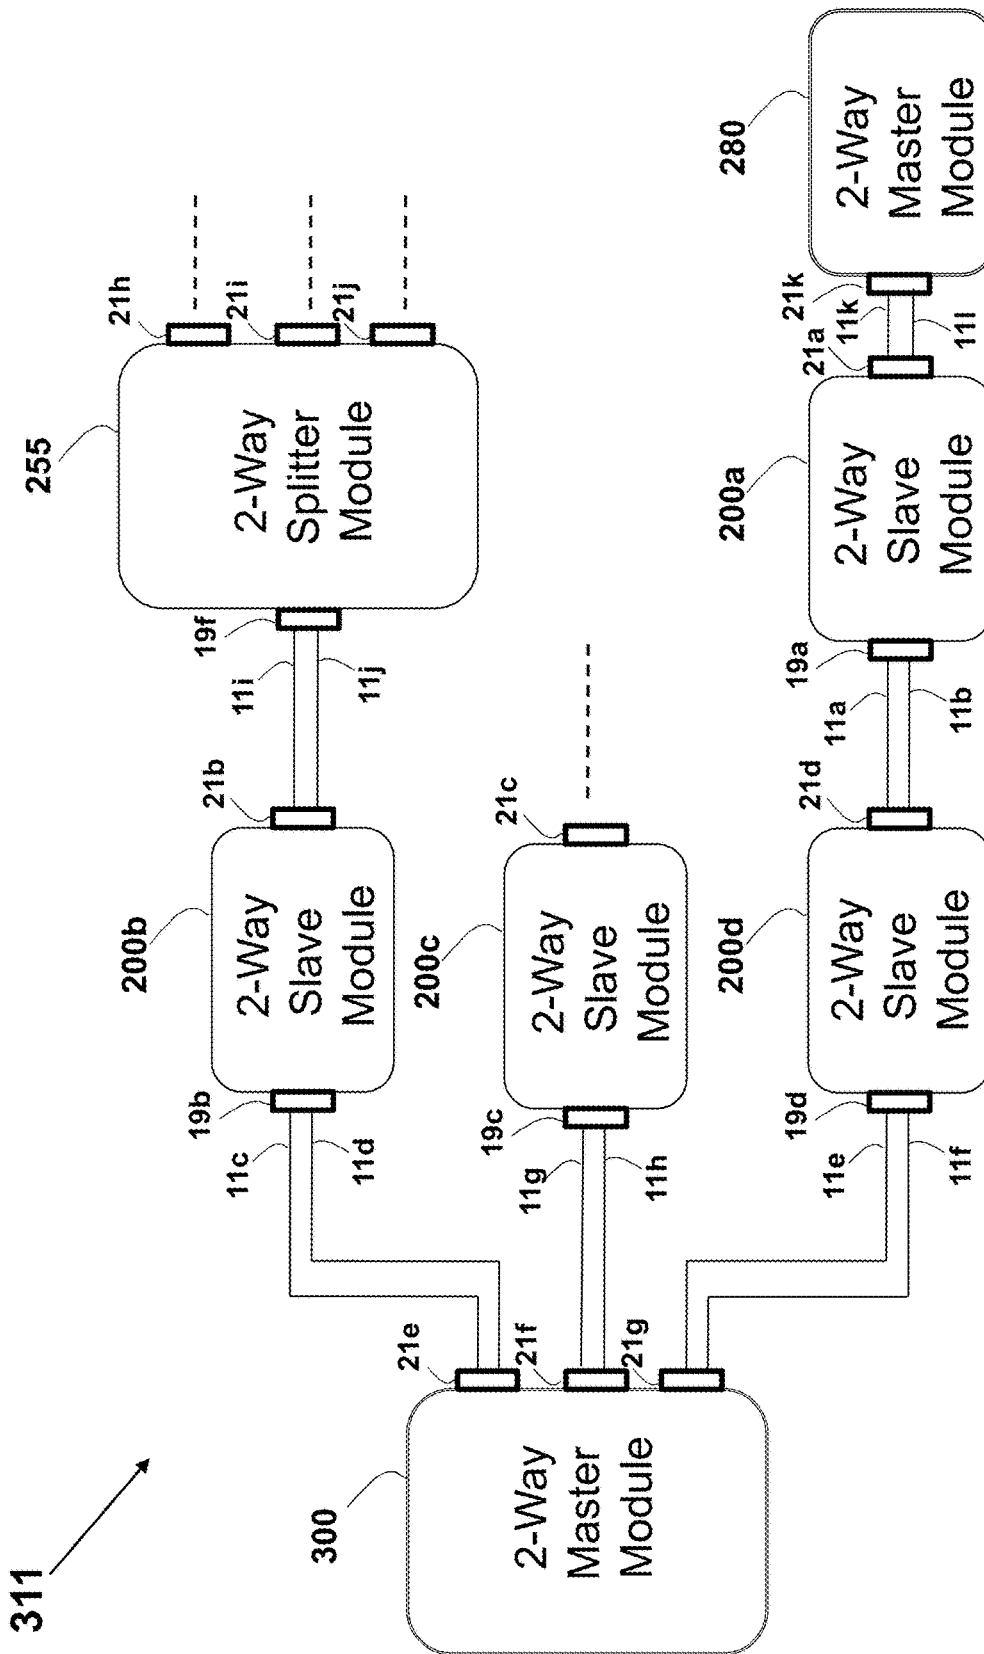 311
300
2-Way
Master
Module
21e
21f
21g
11c
11d
11g
11h
11e
11f
19b
200b
2-Way
Slave
Module
21b
19c
200c
2-Way
Slave
Module
21c
19d
200d
2-Way
Slave
Module
21d
11i
11j
19f
255
2-Way
Splitter
Module
21h
21i
21j
11a
11b
19a
200a
2-Way
Slave
Module
21a
11k
11l
21k
280
2-Way
Master
Module